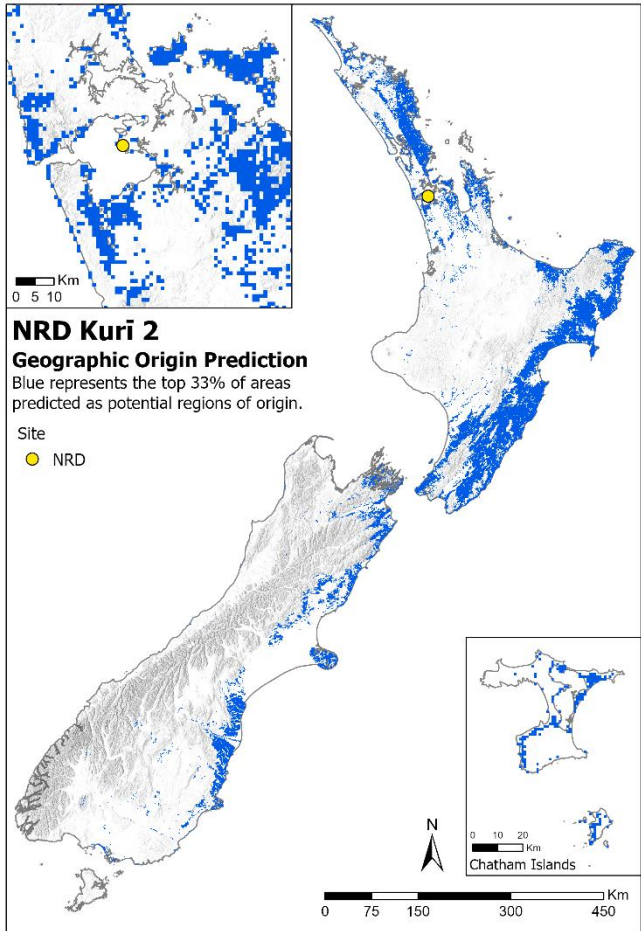 Km
0 5 10
NRD Kurī 2
Geographic Origin Prediction
Blue represents the top 33% of areas
predicted as potential regions of origin.
Site
NRD
N
0 10 20
Km
Chatham Islands
Km
0 75 150 300 450